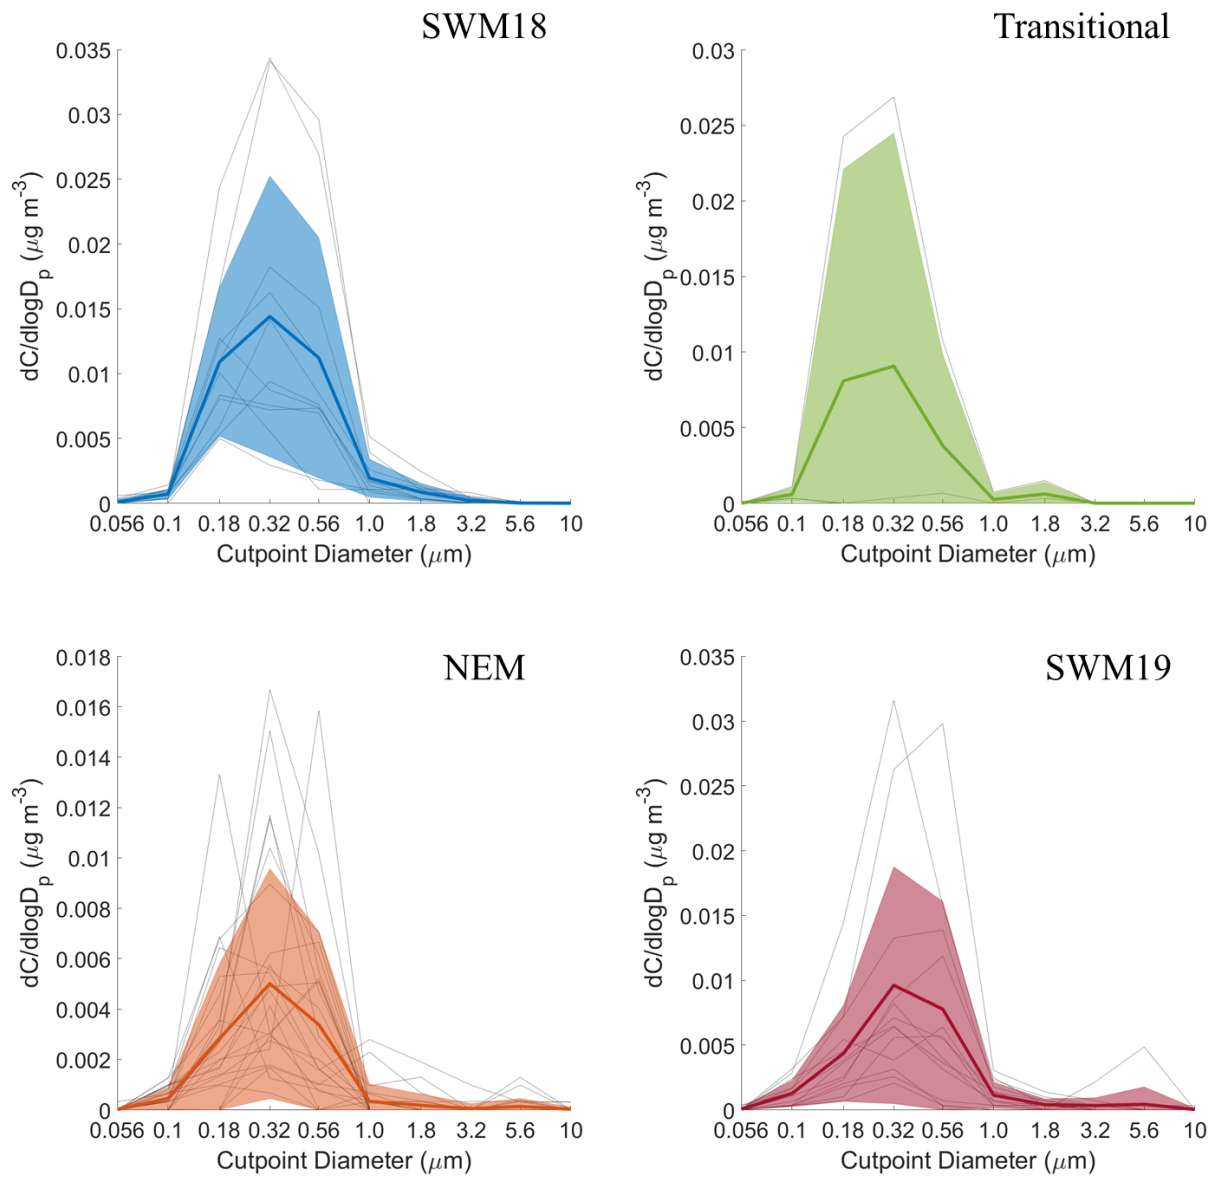 SWM18
0.035
0.03
0.025
0.02
0.015
0.01
0.005
0
dC/dlogDp (μg m-3)
0.056 0.1 0.18 0.32 0.56 1.0 1.8 3.2 5.6 10
Cutpoint Diameter (μm)
Transitional
0.03
0.025
0.02
0.015
0.01
0.005
0
dC/dlogDp (μg m-3)
0.056 0.1 0.18 0.32 0.56 1.0 1.8 3.2 5.6 10
Cutpoint Diameter (μm)
NEM
0.018
0.016
0.014
0.012
0.01
0.008
0.006
0.004
0.002
0
dC/dlogDp (μg m-3)
0.056 0.1 0.18 0.32 0.56 1.0 1.8 3.2 5.6 10
Cutpoint Diameter (μm)
SWM19
0.035
0.03
0.025
0.02
0.015
0.01
0.005
0
dC/dlogDp (μg m-3)
0.056 0.1 0.18 0.32 0.56 1.0 1.8 3.2 5.6 10
Cutpoint Diameter (μm)